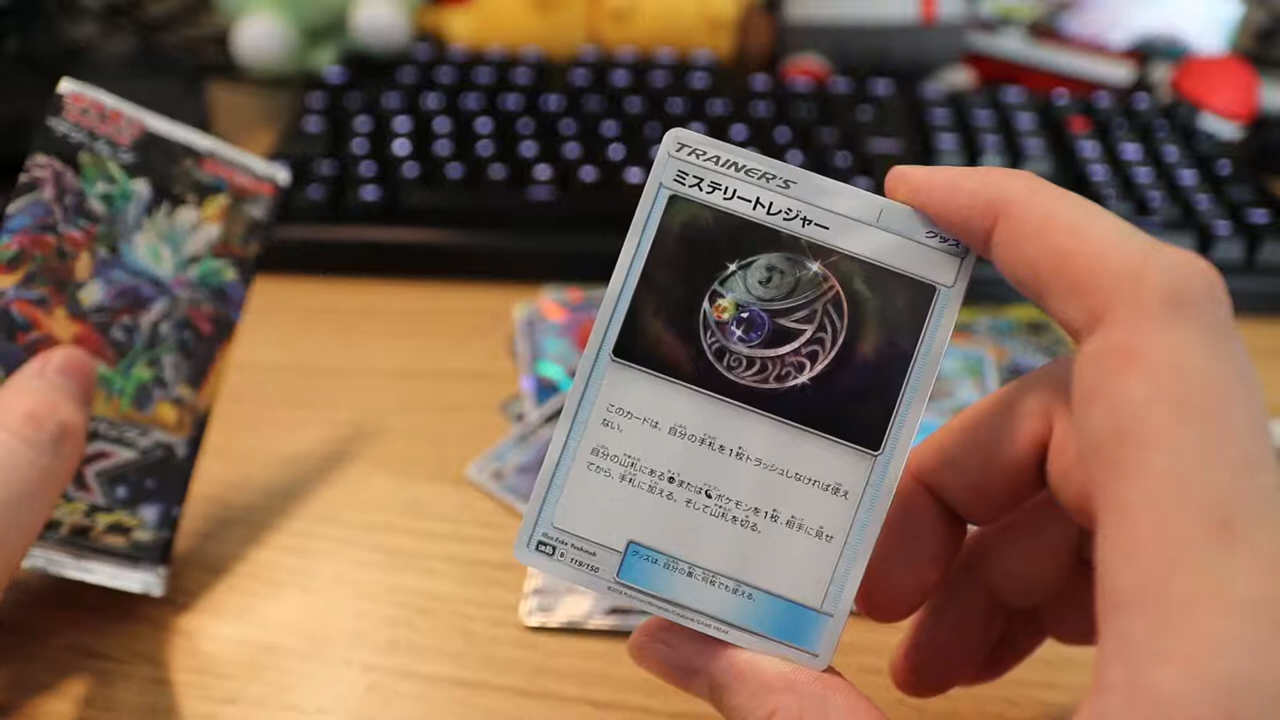 TRAINER'S
ミステリートレジャー
グッズ
このカードは、自分の手札を1枚トラッシュしなければ使え
ない。
自分の山札にあるまたはポケモンを1枚、相手に見せ
てから、手札に加える。そして山札を切る。
グッズは、自分の番に何枚でも使える。
119/150